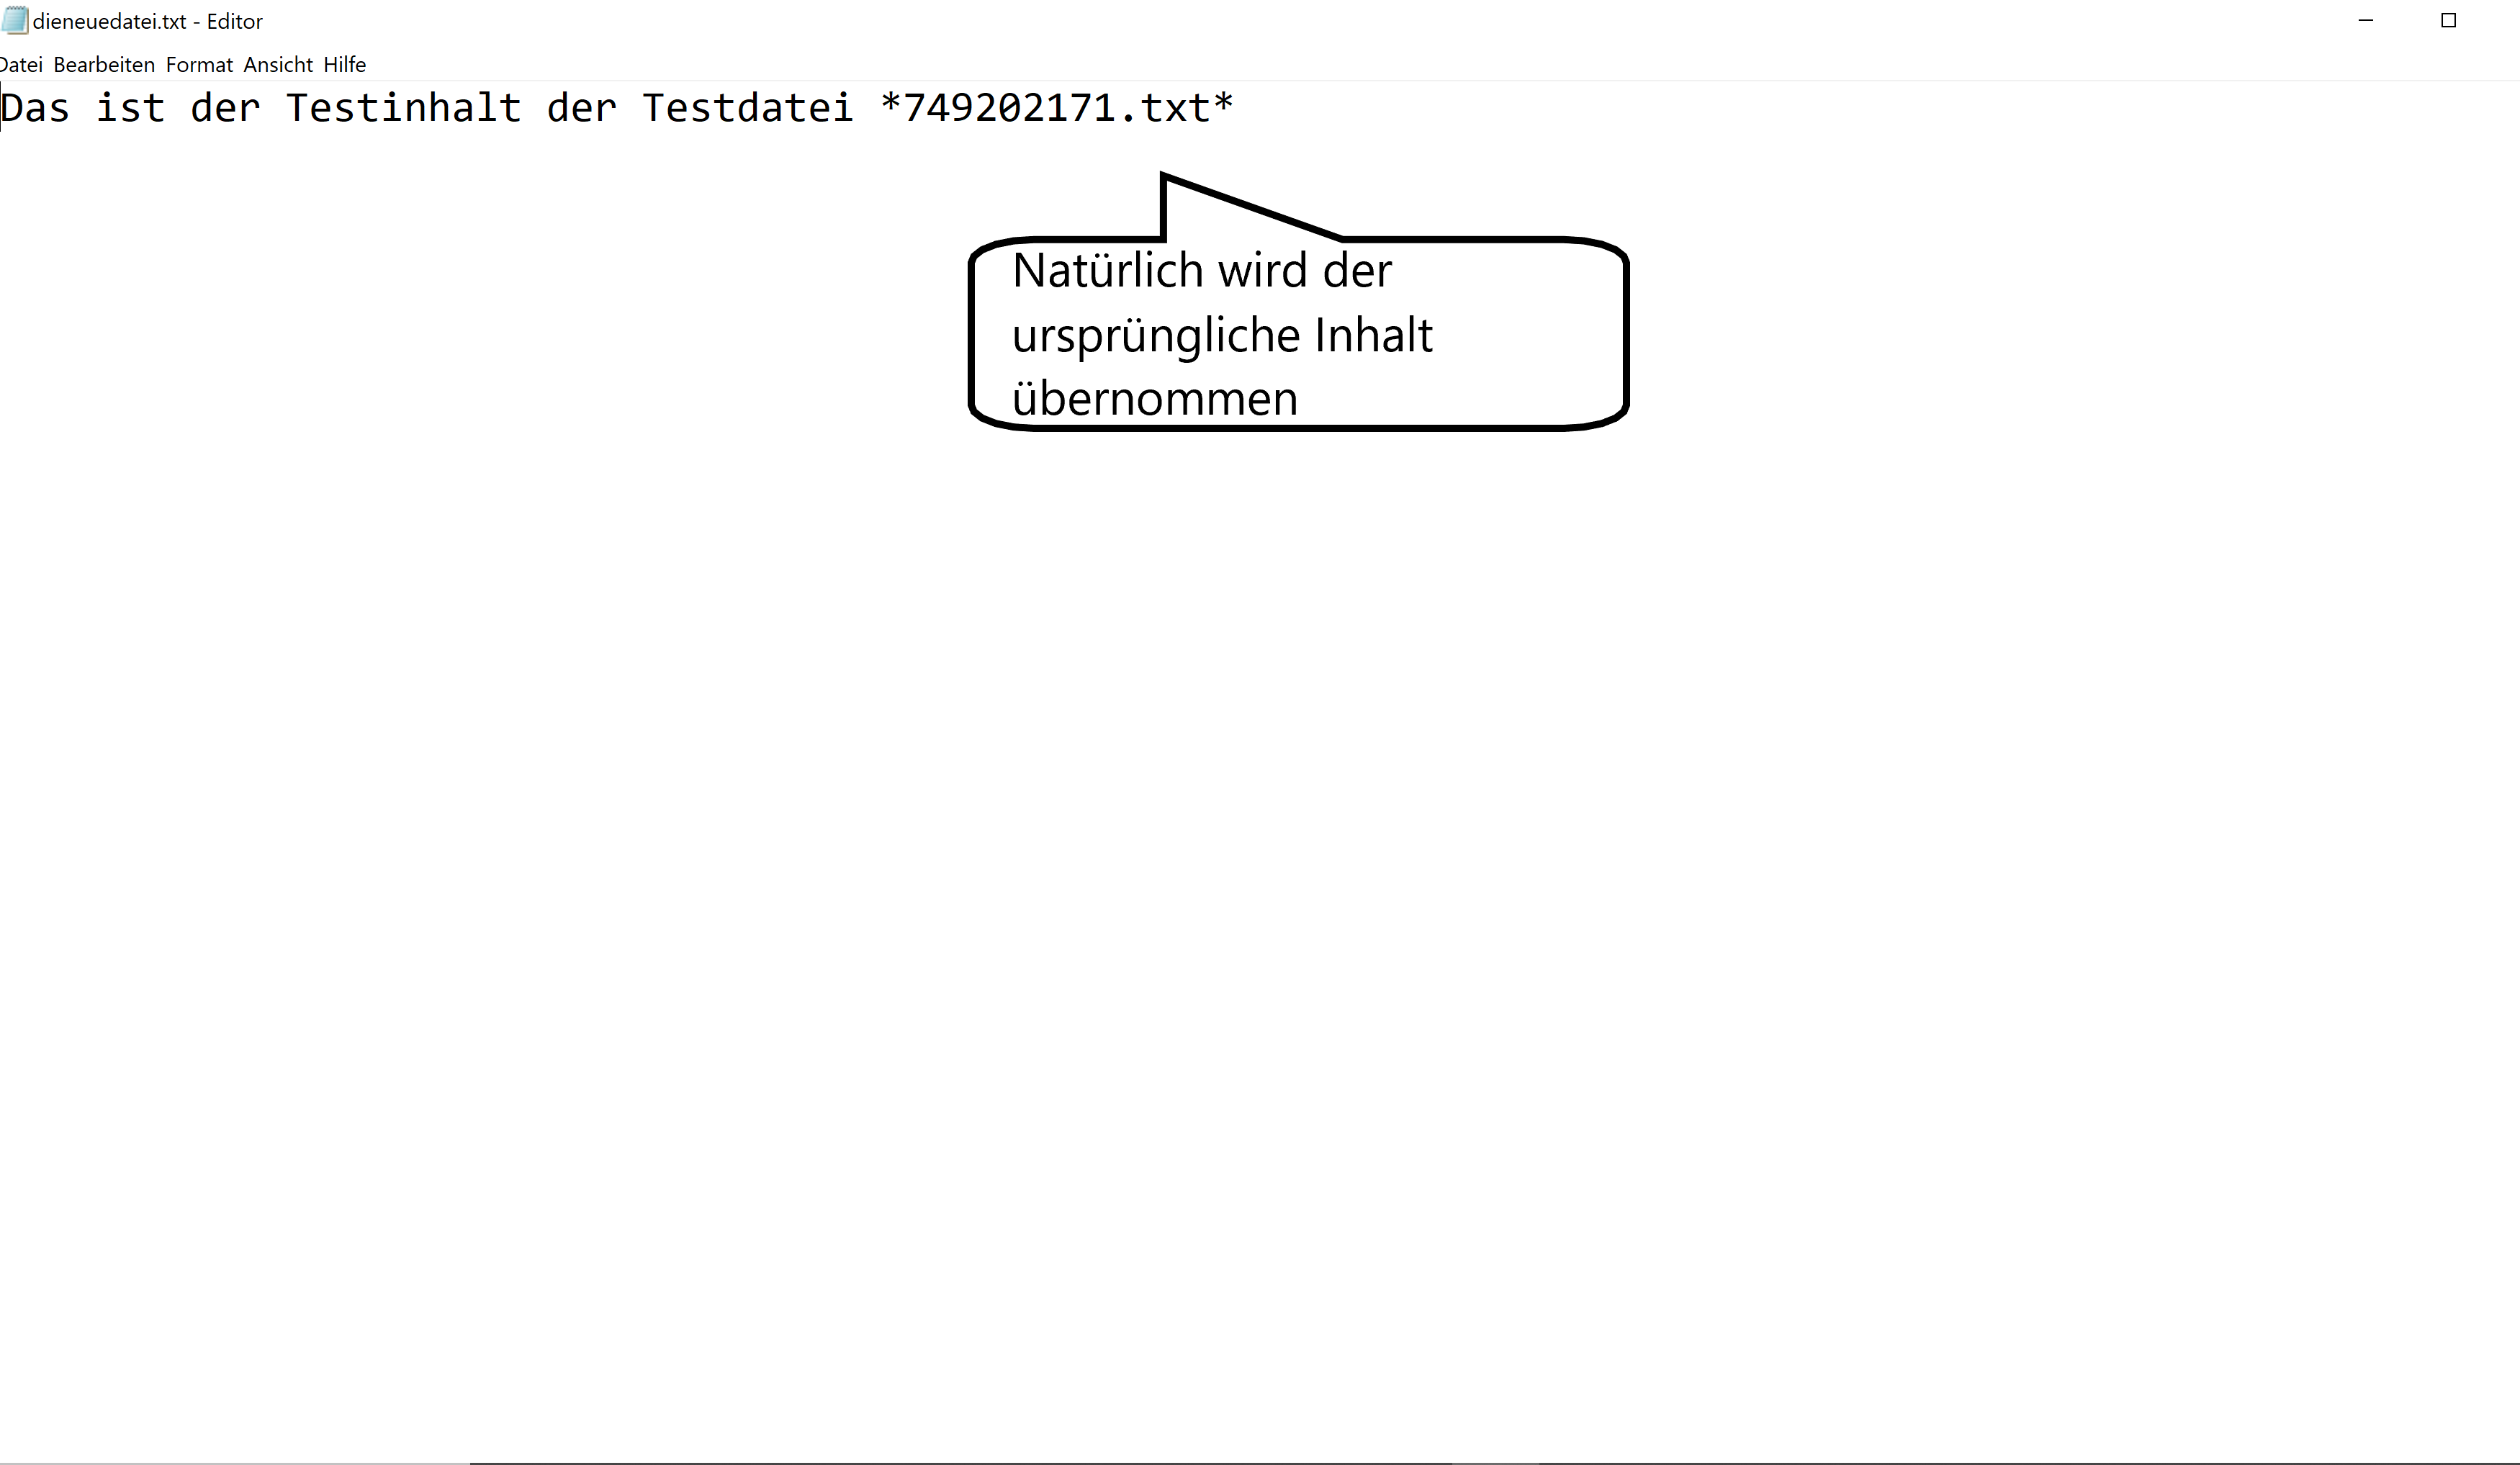 dieneuedatei.txt - Editor
Datei Bearbeiten Format Ansicht Hilfe
Das ist der Testinhalt der Testdatei *749202171.txt*
Natürlich wird der
ursprüngliche Inhalt
übernommen